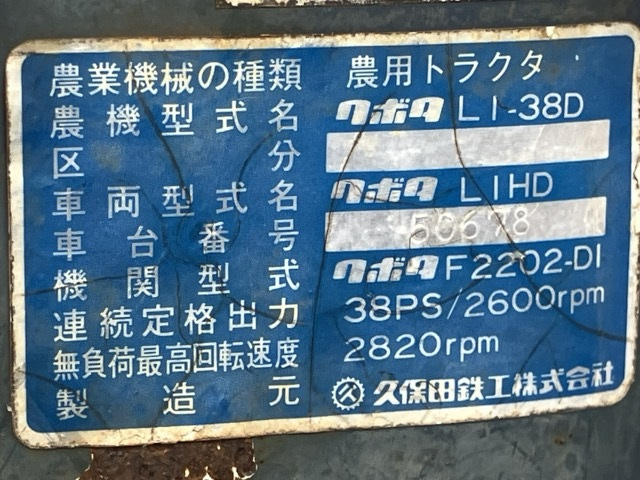 農業機械の種類 農用トラクタ
農機型式名 クボタ L1-38D
区分
車両型式名 クボタ L1HD
車台番号 50678
機関型式 クボタ F2202-DI
連続定格出力 38PS/2600rpm
無負荷最高回転速度 2820rpm
製造元 久保田鉄工株式会社